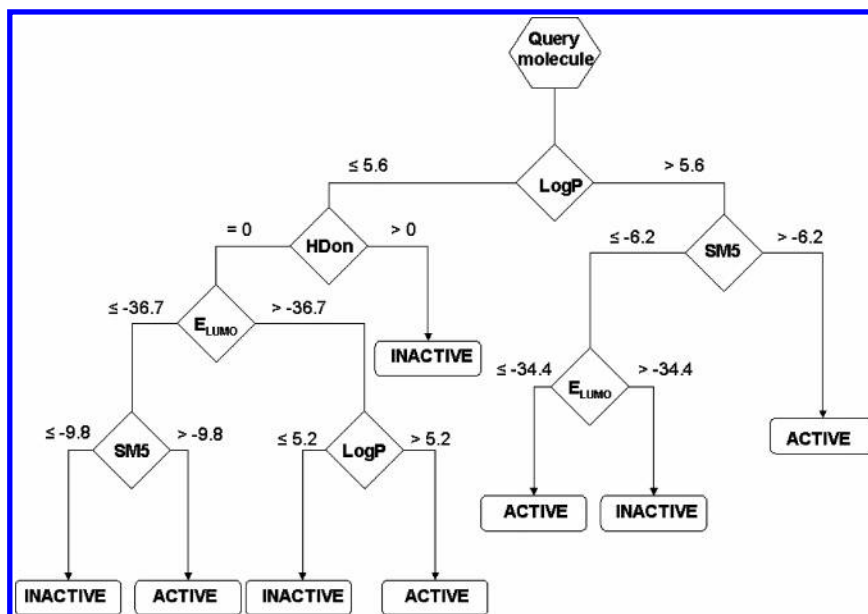 Query
molecule
≤ 5.6
LogP
> 5.6
= 0
HDon
> 0
≤ -6.2
SM5
> -6.2
≤ -36.7
E_LUMO
> -36.7
INACTIVE
≤ -34.4
E_LUMO
> -34.4
≤ -9.8
SM5
> -9.8
≤ 5.2
LogP
> 5.2
ACTIVE
ACTIVE
INACTIVE
INACTIVE
ACTIVE
INACTIVE
ACTIVE